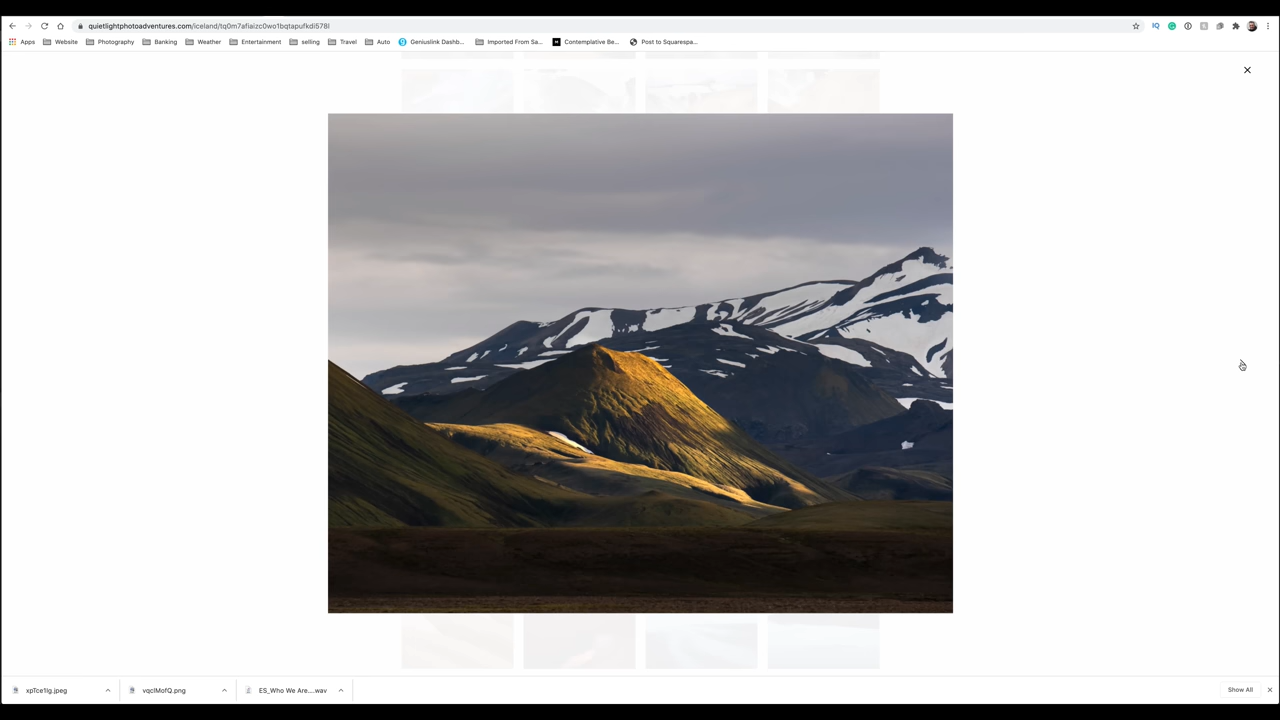 quietlightphotoadventures.com/iceland/tq0m7afiaizc0wo1bqtapufkdi578l
Apps Website Photography Banking Weather Entertainment selling Travel Auto Geniuslink Dashb... Imported From Sa... Contemplative Be... Post to Squarespa...
xpTce1Ig.jpeg vqclMofQ.png ES_Who We Are....wav Show All